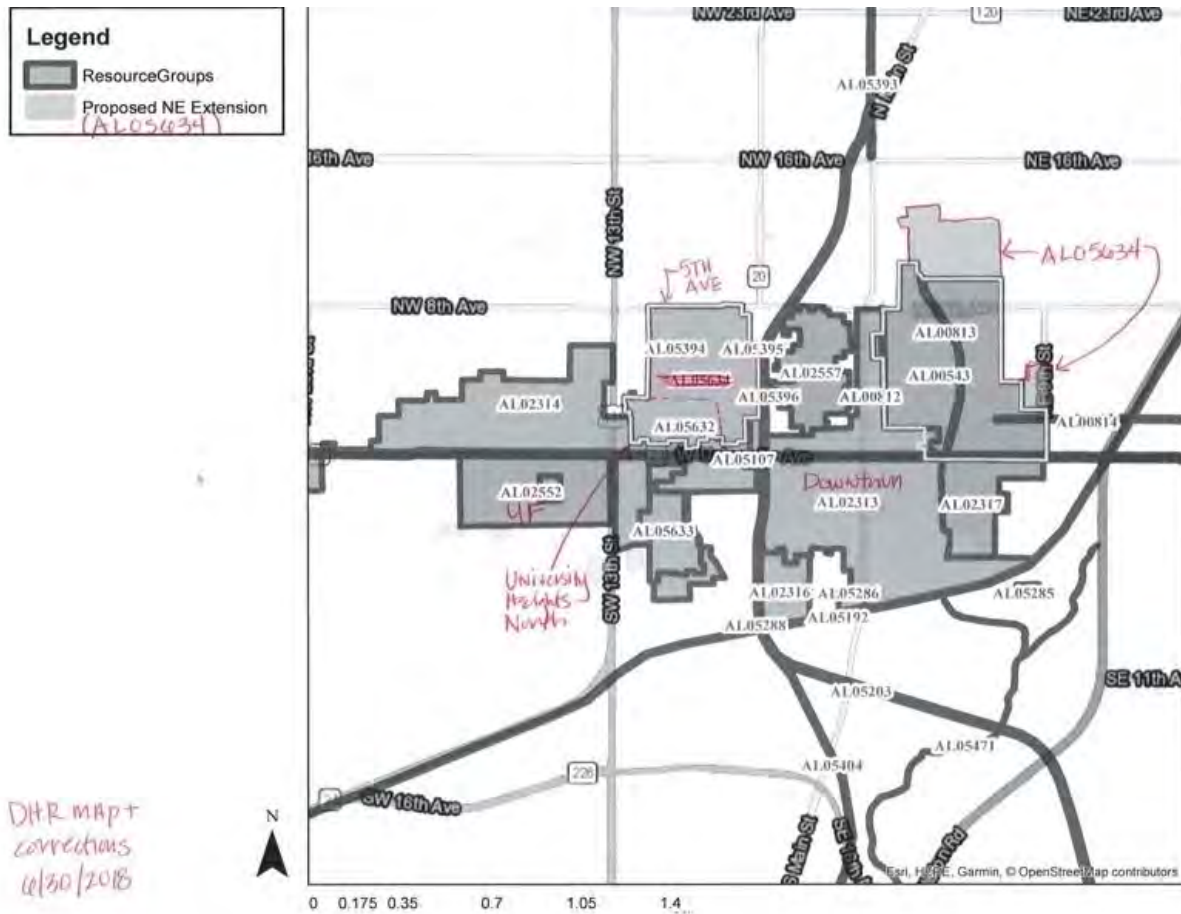 Legend
ResourceGroups
Proposed NE Extension
(AL05634)
NW 23rd Ave
120
NE 23rd Ave
AL05393
N Main St
16th Ave
NW 16th Ave
NE 16th Ave
NW 13th St
5TH
AVE
20
AL05634
NW 8th Ave
AL05394
AL05395
AL00813
AL02557
AL05634
AL00543
AL05396
AL00812
AL02314
AL00814
AL05632
AL05107
Ave
Downtown
AL02552
AL02313
AL02317
UF
AL05633
University
Heights
North
SW 13th St
AL02316
AL05286
AL05285
AL05192
AL05288
SE 11th A
AL05203
AL05471
AL05404
226
SW 16th Ave
S Main St
DHR MAP +
corrections
6/30/2018
N
Esri, HERE, Garmin, © OpenStreetMap contributors
0 0.175 0.35 0.7 1.05 1.4